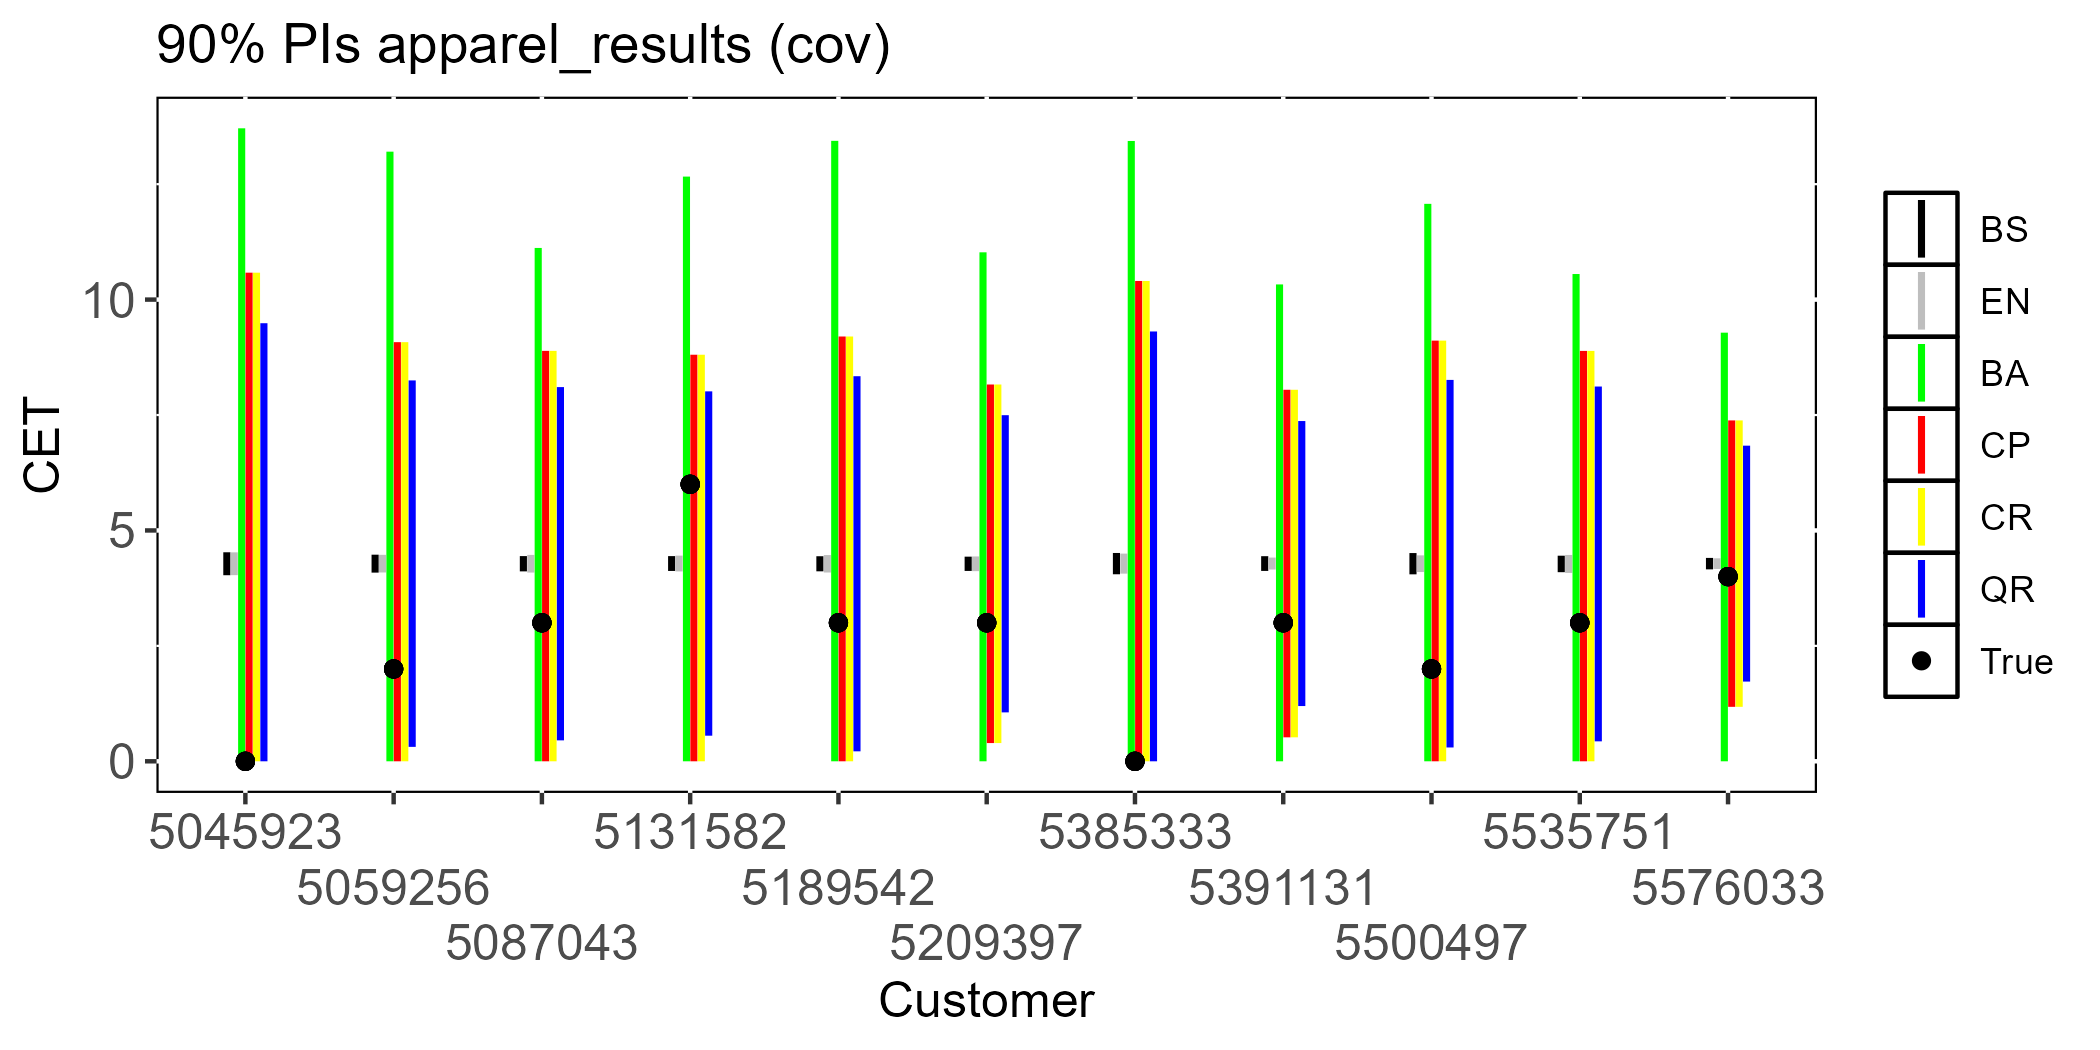 90% PIs apparel_results (cov)
CET
10
5
0
5045923
5131582
5385333
5535751
5059256
5189542
5391131
5576033
5087043
5209397
5500497
Customer
BS
EN
BA
CP
CR
QR
True